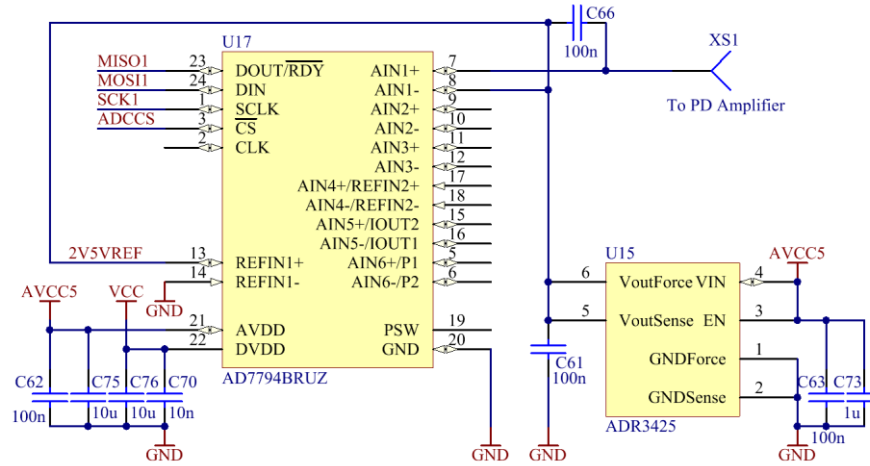 C66
100n
XS1
To PD Amplifier
U17
MISO1 23 DOUT/RDY AIN1+ 7
MOSI1 24 DIN AIN1- 8
SCK1 1 SCLK AIN2+ 9
ADCCS 3 CS AIN2- 10
2 CLK AIN3+ 11
AIN3- 12
AIN4+/REFIN2+ 17
AIN4-/REFIN2- 18
AIN5+/IOUT2 15
AIN5-/IOUT1 16
2V5VREF 13 REFIN1+ AIN6+/P1 5
14 REFIN1- AIN6-/P2 6
GND
AVCC5 VCC
21 AVDD PSW 19
22 DVDD GND 20
AD7794BRUZ
C62 C75 C76 C70
100n 10u 10u 10n
GND
GND
U15
AVCC5
6 VoutForce VIN 4
5 VoutSense EN 3
GNDForce 1
GNDSense 2
ADR3425
C61
100n
GND
C63 C73
100n 1u
GND